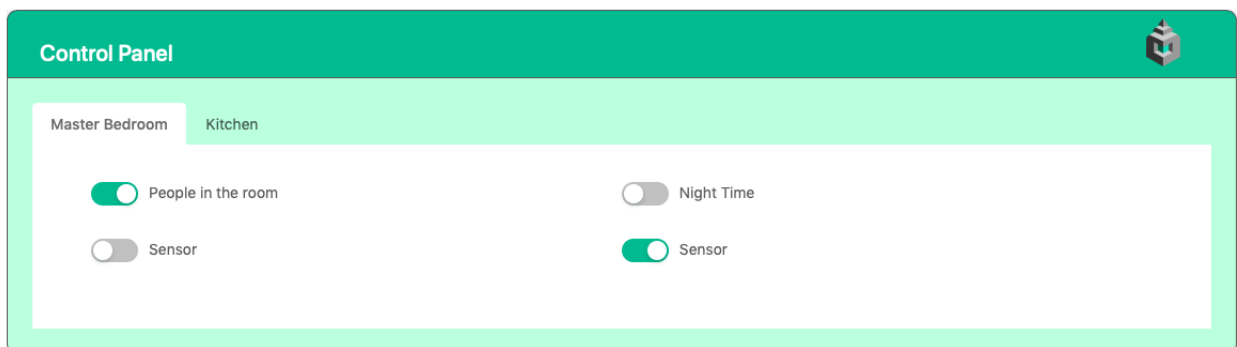 Control Panel
Master Bedroom Kitchen
People in the room Night Time
Sensor Sensor